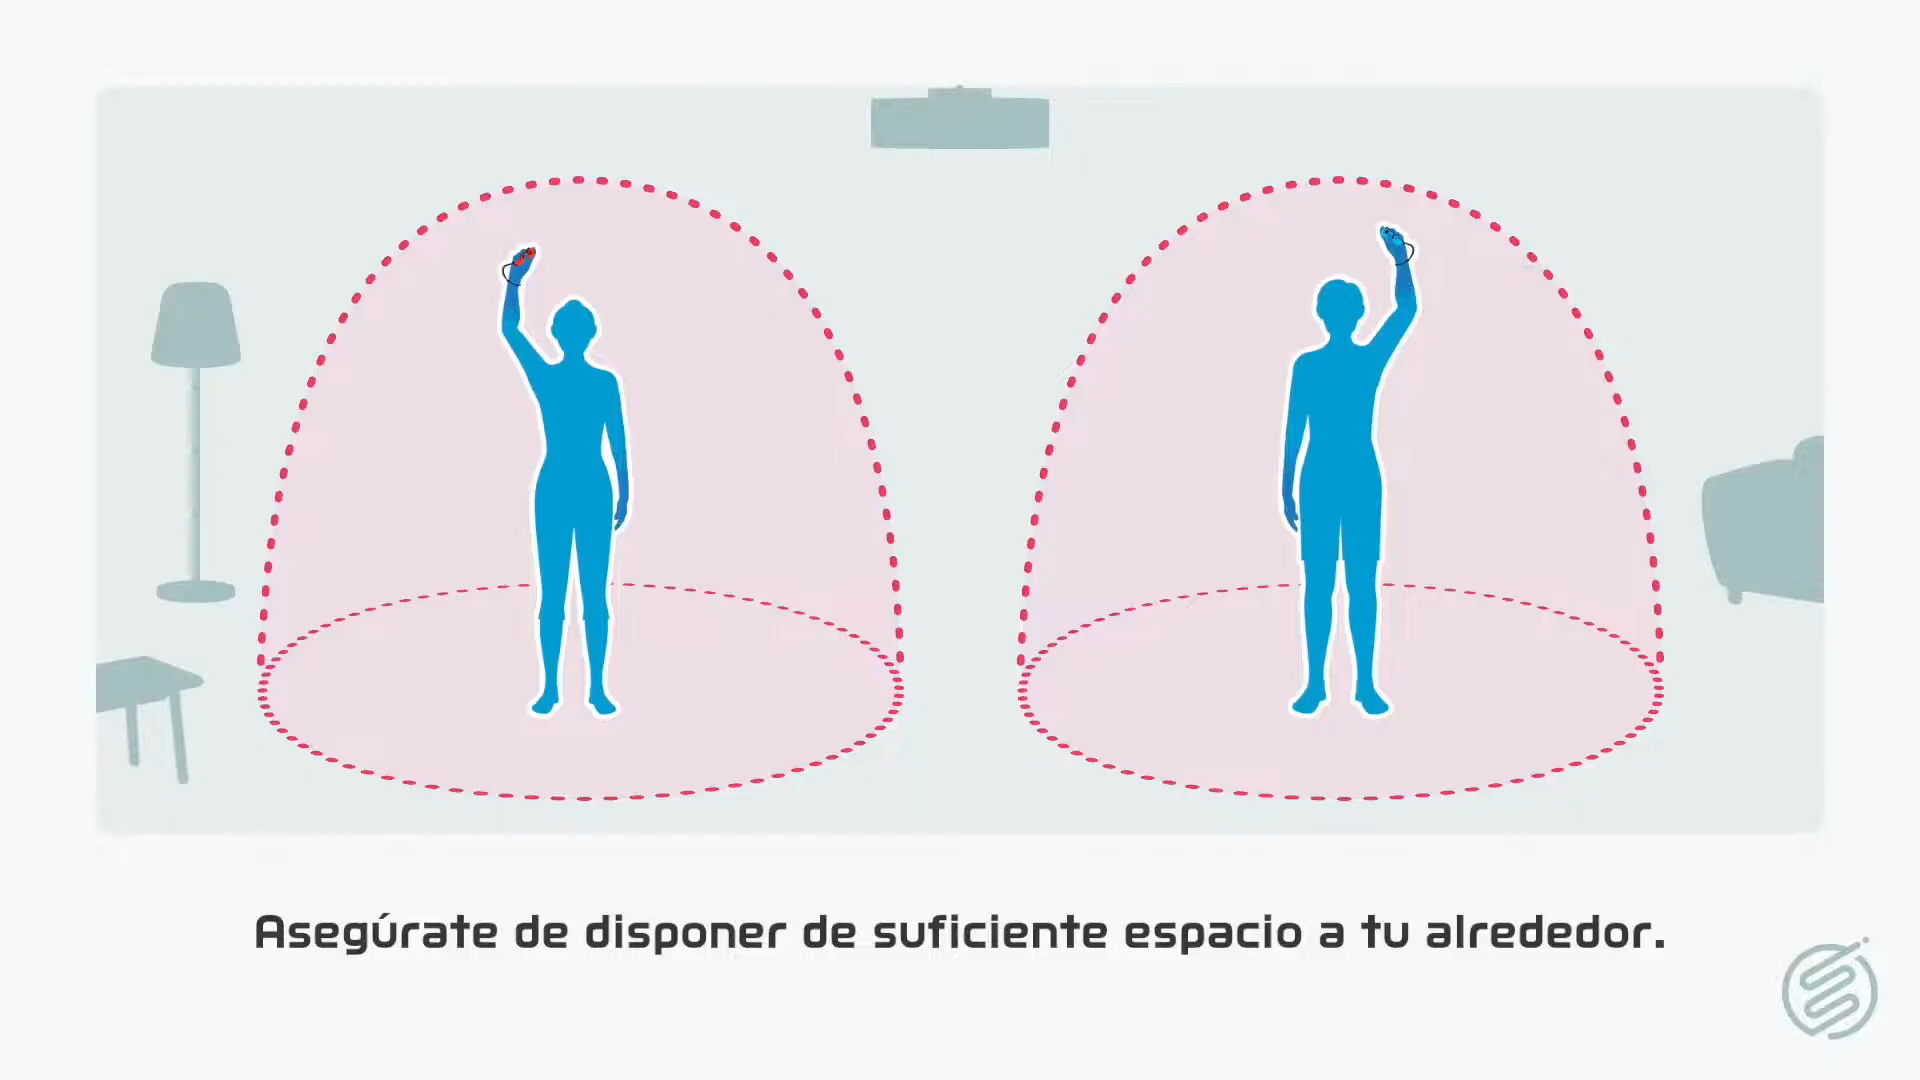 Asegúrate de disponer de suficiente espacio a tu alrededor.